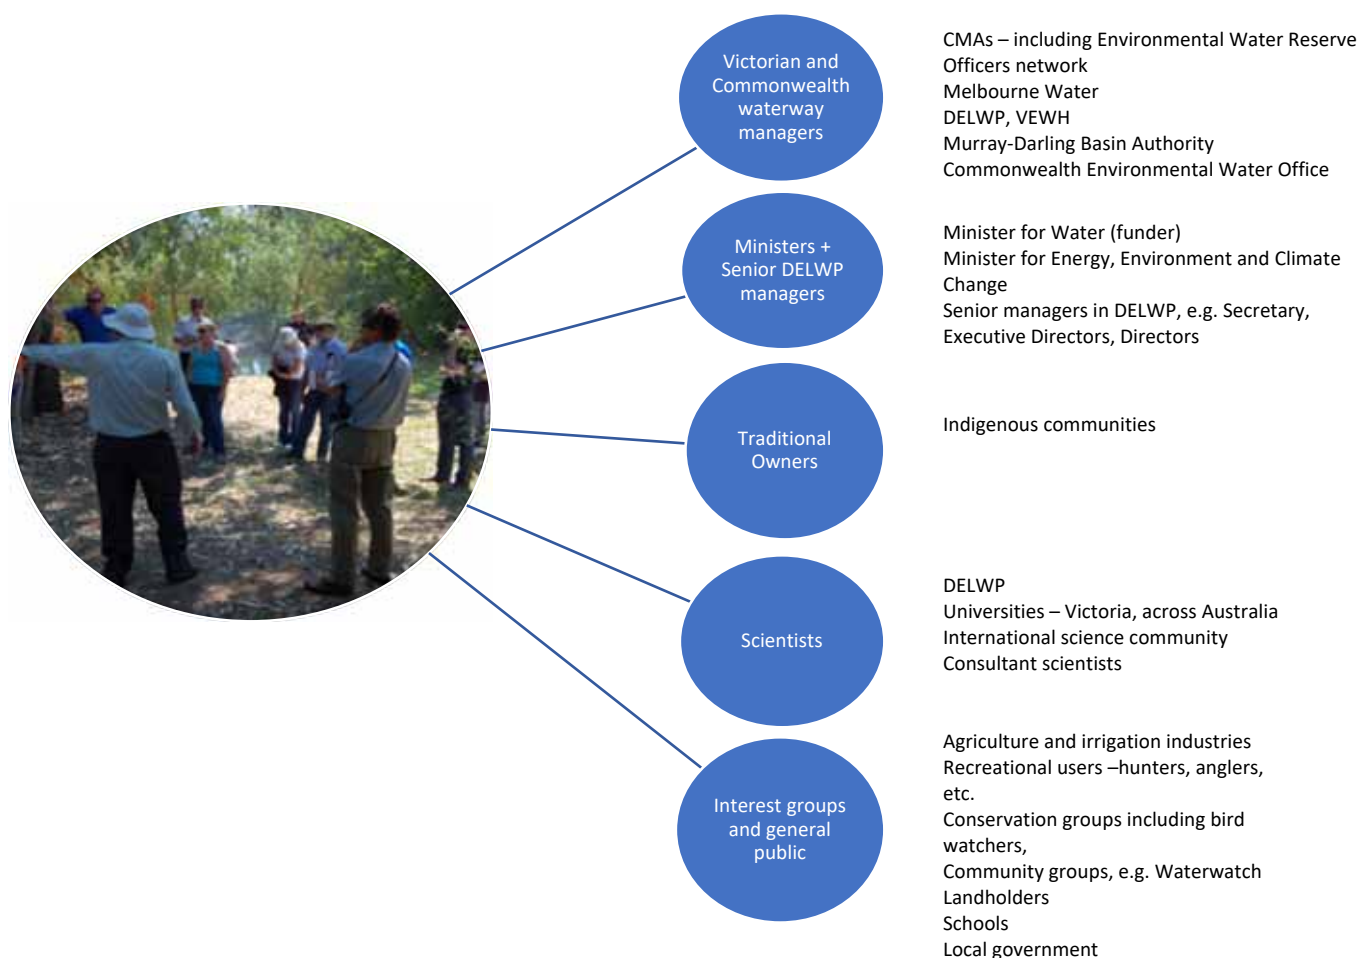 Victorian and
Commonwealth
waterway
managers
CMAs – including Environmental Water Reserve
Officers network
Melbourne Water
DELWP, VEWH
Murray-Darling Basin Authority
Commonwealth Environmental Water Office
Ministers +
Senior DELWP
managers
Minister for Water (funder)
Minister for Energy, Environment and Climate
Change
Senior managers in DELWP, e.g. Secretary,
Executive Directors, Directors
Traditional
Owners
Indigenous communities
Scientists
DELWP
Universities – Victoria, across Australia
International science community
Consultant scientists
Interest groups
and general
public
Agriculture and irrigation industries
Recreational users –hunters, anglers,
etc.
Conservation groups including bird
watchers,
Community groups, e.g. Waterwatch
Landholders
Schools
Local government